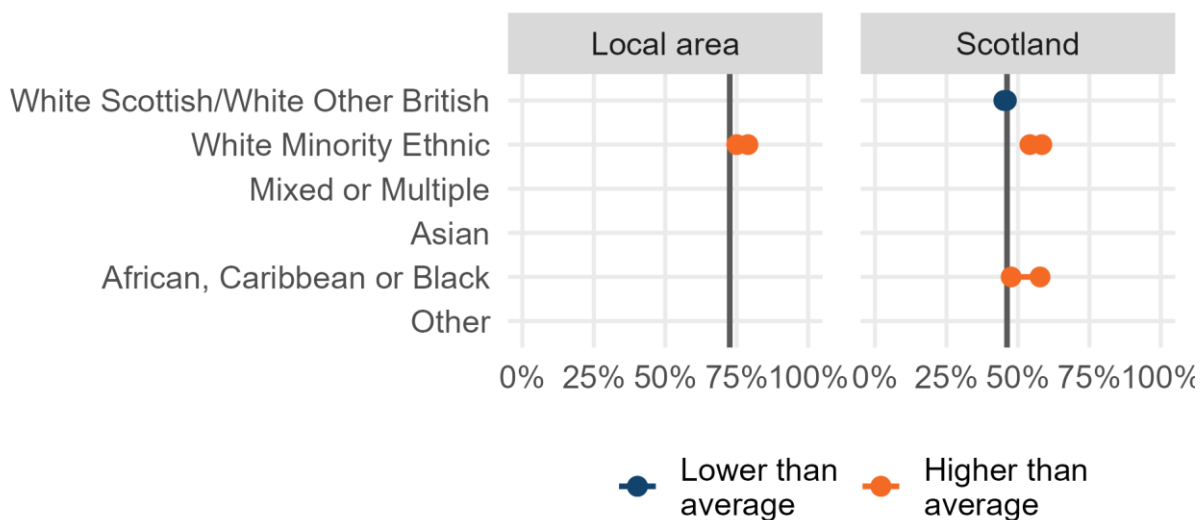 Local area Scotland
White Scottish/White Other British
White Minority Ethnic
Mixed or Multiple
Asian
African, Caribbean or Black
Other
0% 25% 50% 75% 100% 0% 25% 50% 75% 100%
Lower than average
Higher than average